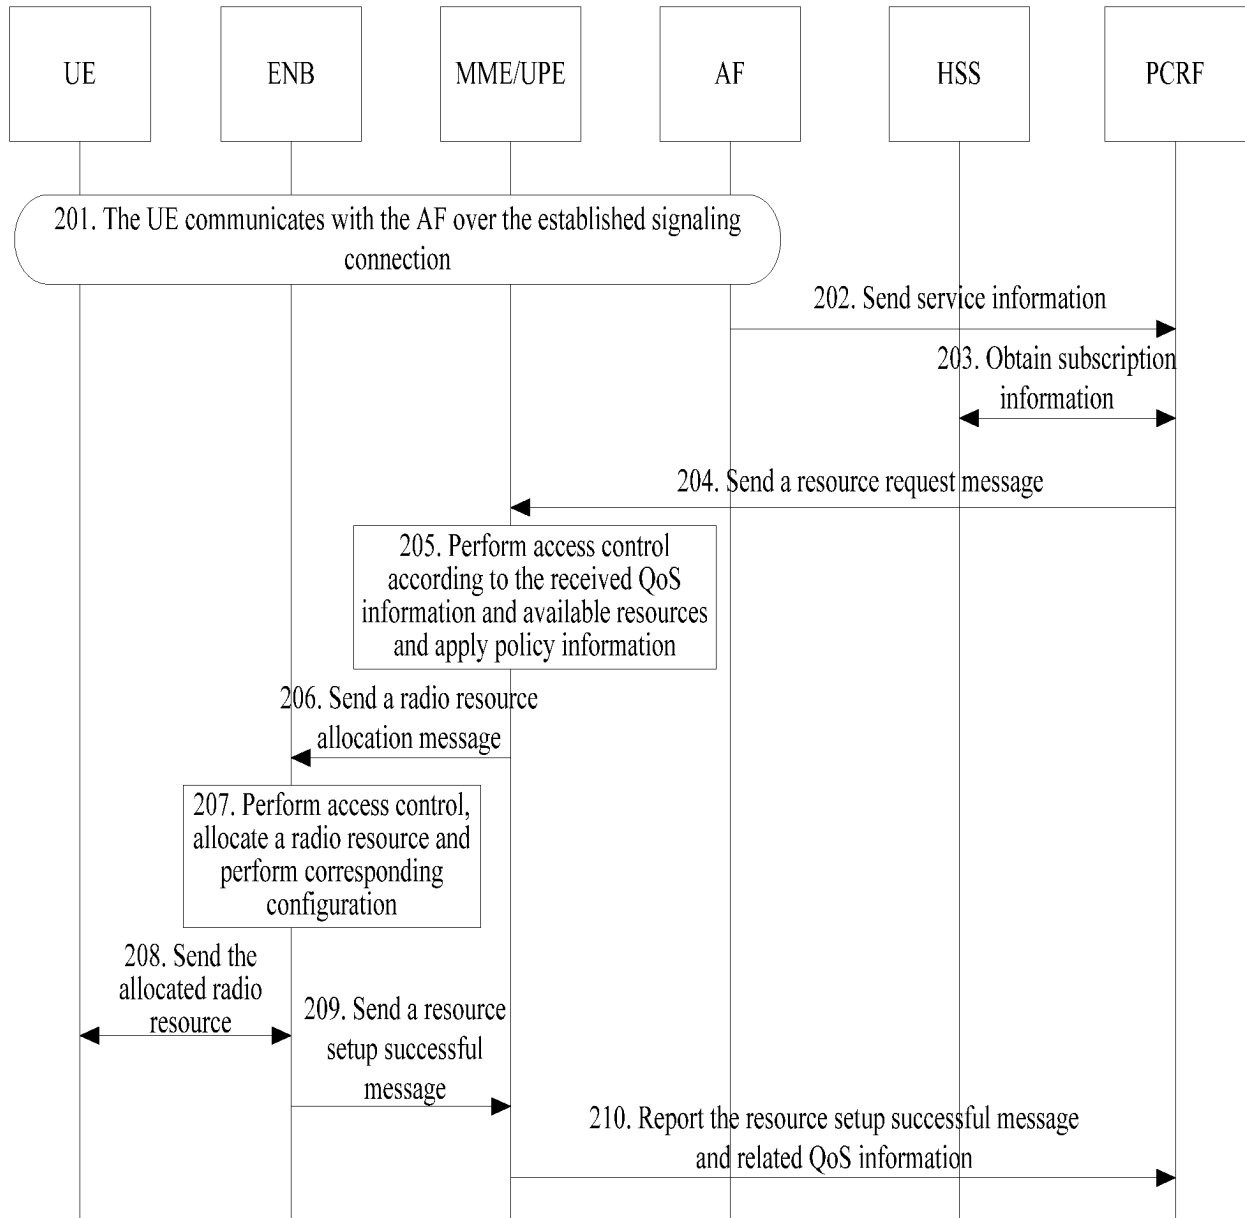 UE
ENB
MME/UPE
AF
HSS
PCRF
201. The UE communicates with the AF over the established signaling
connection
202. Send service information
203. Obtain subscription
information
204. Send a resource request message
205. Perform access control
according to the received QoS
information and available resources
and apply policy information
206. Send a radio resource
allocation message
207. Perform access control,
allocate a radio resource and
perform corresponding
configuration
208. Send the
allocated radio
resource
209. Send a resource
setup successful
message
210. Report the resource setup successful message
and related QoS information